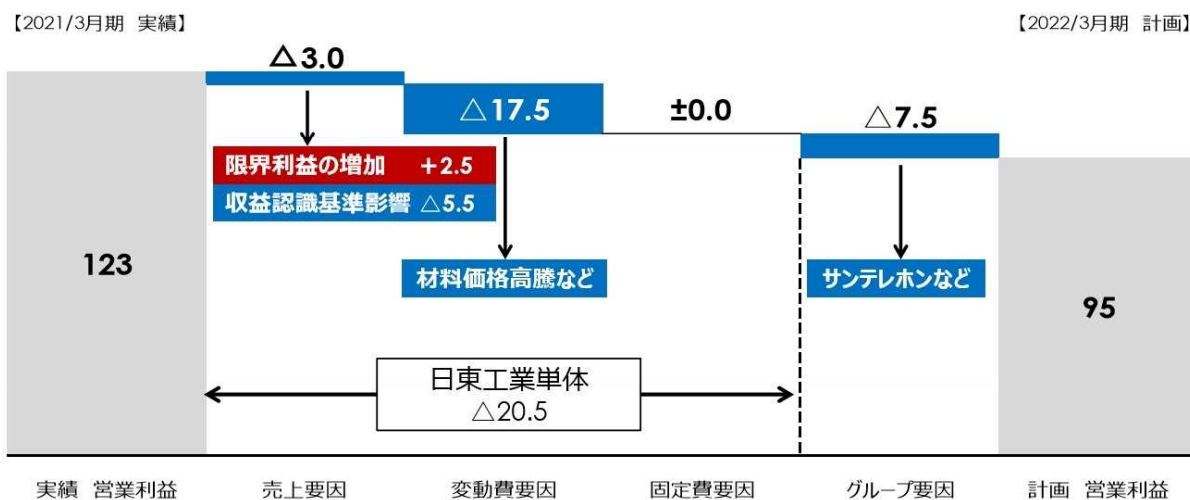 【2021/3月期 実績】
【2022/3月期 計画】
△3.0
△17.5
±0.0
△7.5
限界利益の増加 +2.5
収益認識基準影響 △5.5
123
材料価格高騰など
サンテレホンなど
95
日東工業単体
△20.5
実績 営業利益
売上要因
変動費要因
固定費要因
グループ要因
計画 営業利益